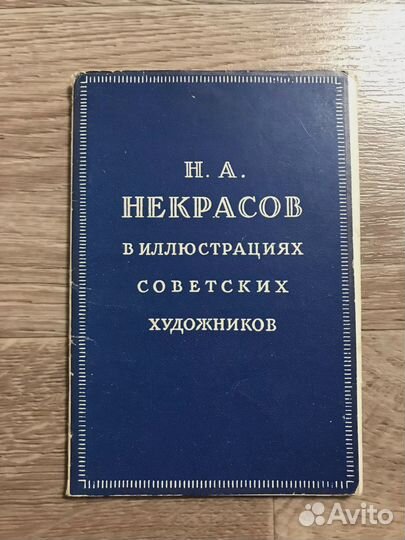 Н. А.
НЕКРАСОВ
В ИЛЛЮСТРАЦИЯХ
СОВЕТСКИХ
ХУДОЖНИКОВ
Avito